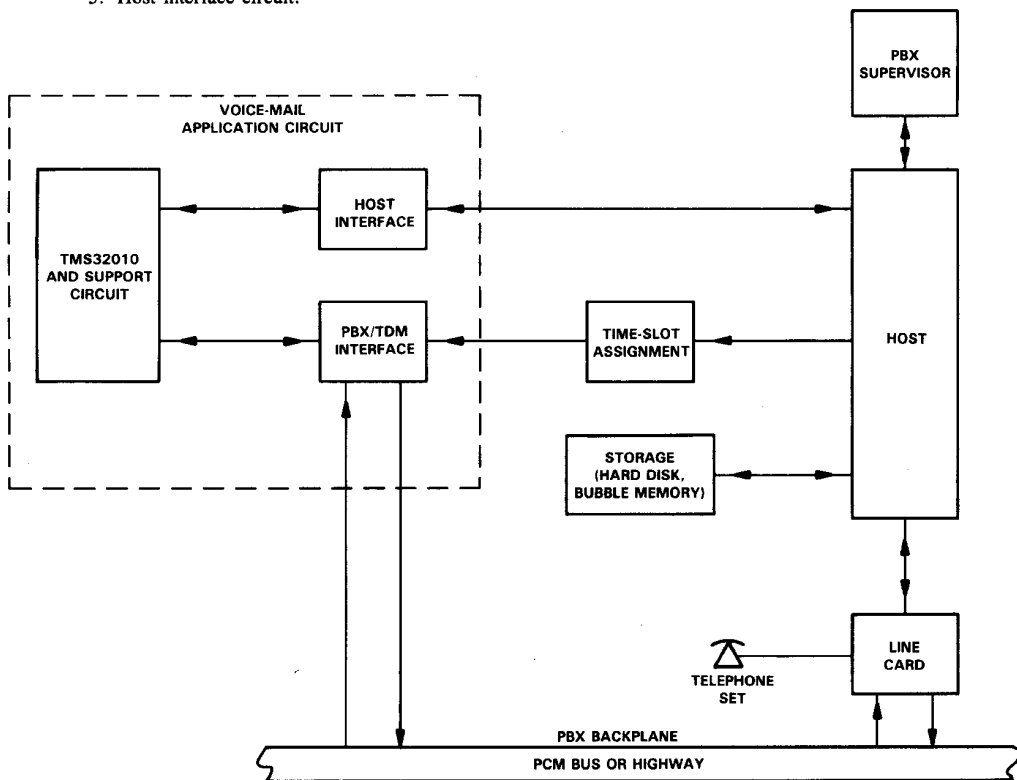 3. Host interface circuit.
PBX
SUPERVISOR
VOICE-MAIL
APPLICATION CIRCUIT
HOST
INTERFACE
TMS32010
AND SUPPORT
CIRCUIT
PBX/TDM
INTERFACE
TIME-SLOT
ASSIGNMENT
HOST
STORAGE
(HARD DISK,
BUBBLE MEMORY)
LINE
CARD
TELEPHONE
SET
PBX BACKPLANE
PCM BUS OR HIGHWAY